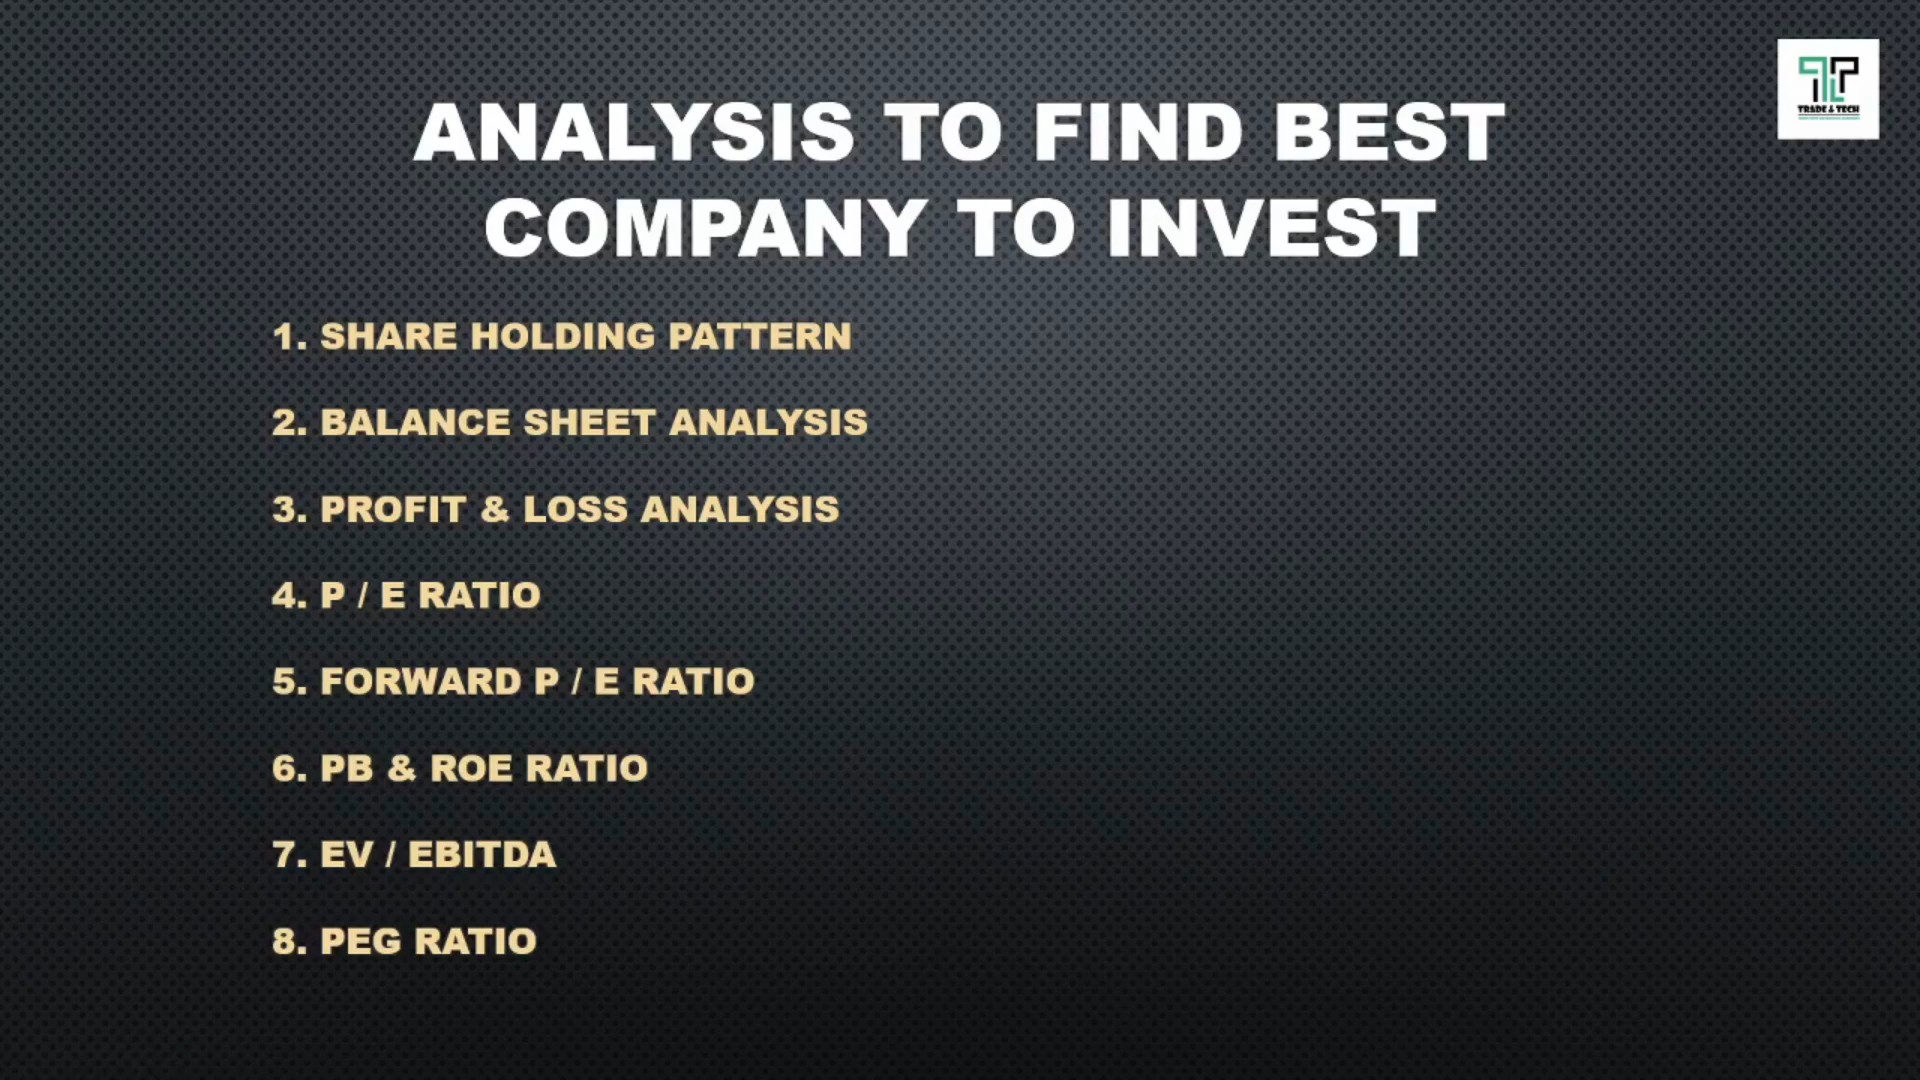 ANALYSIS TO FIND BEST
COMPANY TO INVEST
TRADE & TECH
1. SHARE HOLDING PATTERN
2. BALANCE SHEET ANALYSIS
3. PROFIT & LOSS ANALYSIS
4. P / E RATIO
5. FORWARD P / E RATIO
6. PB & ROE RATIO
7. EV / EBITDA
8. PEG RATIO